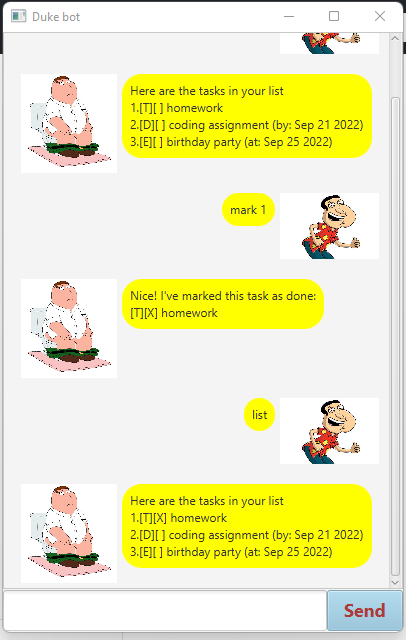 Duke bot
Here are the tasks in your list
1.[T][ ] homework
2.[D][ ] coding assignment (by: Sep 21 2022)
3.[E][ ] birthday party (at: Sep 25 2022)
mark 1
Nice! I've marked this task as done:
[T][X] homework
list
Here are the tasks in your list
1.[T][X] homework
2.[D][ ] coding assignment (by: Sep 21 2022)
3.[E][ ] birthday party (at: Sep 25 2022)
Send